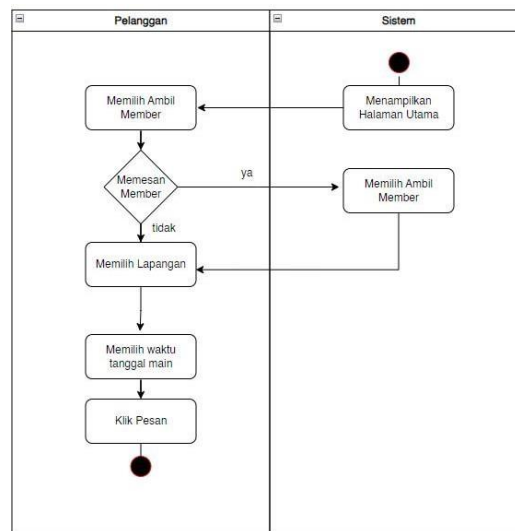 Pelanggan
Sistem
Menampilkan
Halaman Utama
Memilih Ambil
Member
Memesan
Member
ya
Memilih Ambil
Member
tidak
Memilih Lapangan
Memilih waktu
tanggal main
Klik Pesan